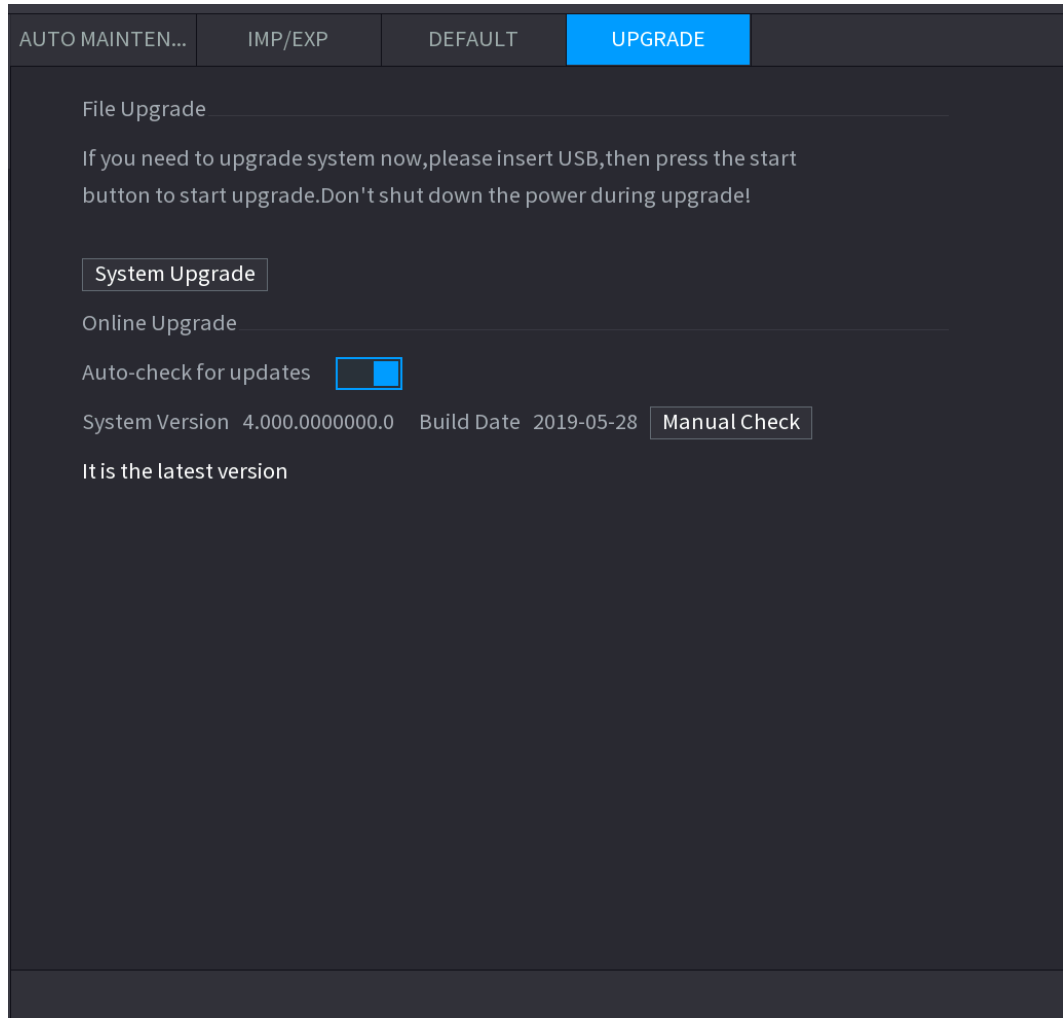 AUTO MAINTEN... IMP/EXP DEFAULT UPGRADE
File Upgrade
If you need to upgrade system now,please insert USB,then press the start
button to start upgrade.Don't shut down the power during upgrade!
System Upgrade
Online Upgrade
Auto-check for updates
System Version 4.000.0000000.0 Build Date 2019-05-28 Manual Check
It is the latest version